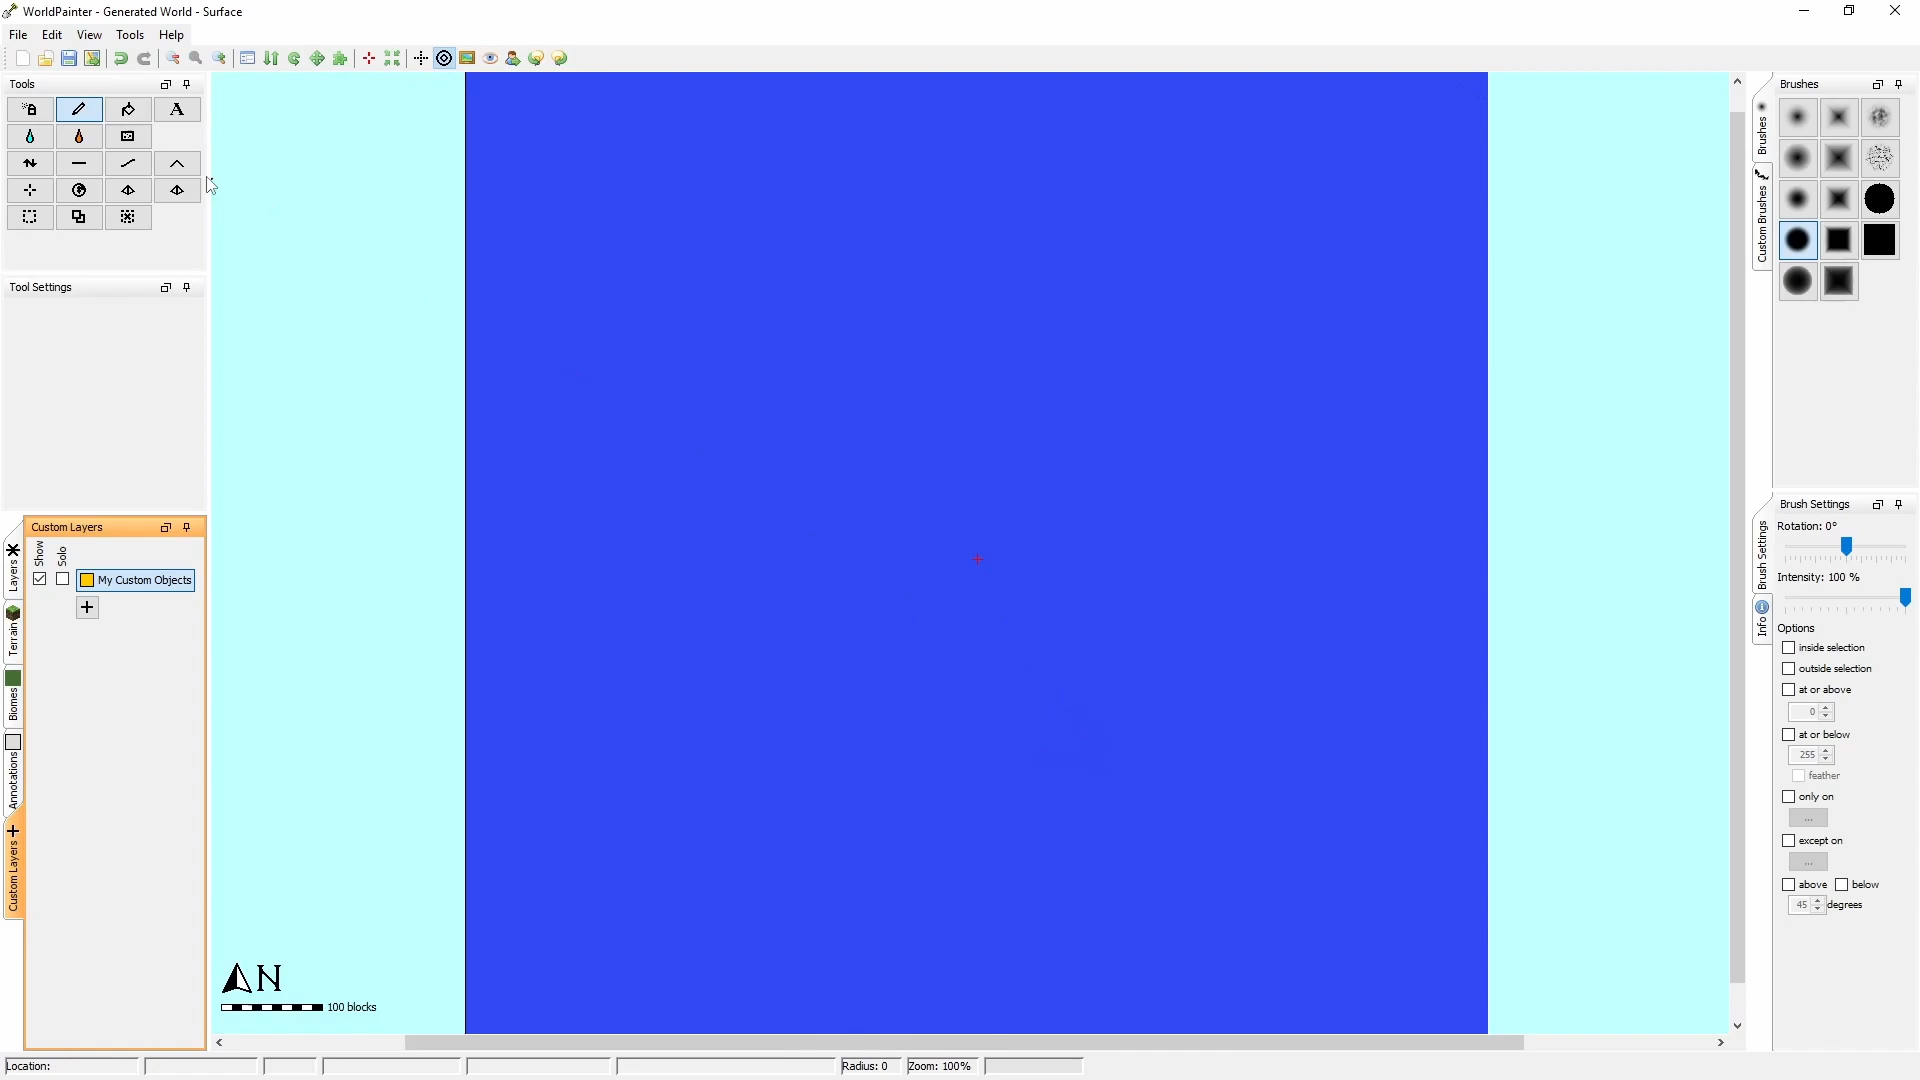 WorldPainter - Generated World - Surface
File Edit View Tools Help
Tools
A
Tool Settings
Custom Layers
Show
Solo
My Custom Objects
Layers
Terrain
Biomes
Annotations
Custom Layers
N
100 blocks
Brushes
Custom Brushes
Brushes
Brush Settings
Info
Brush Settings
Rotation: 0°
Intensity: 100 %
Options
inside selection
outside selection
at or above
0
at or below
255
feather
only on
...
except on
...
above below
45 degrees
Location:
Radius: 0
Zoom: 100%